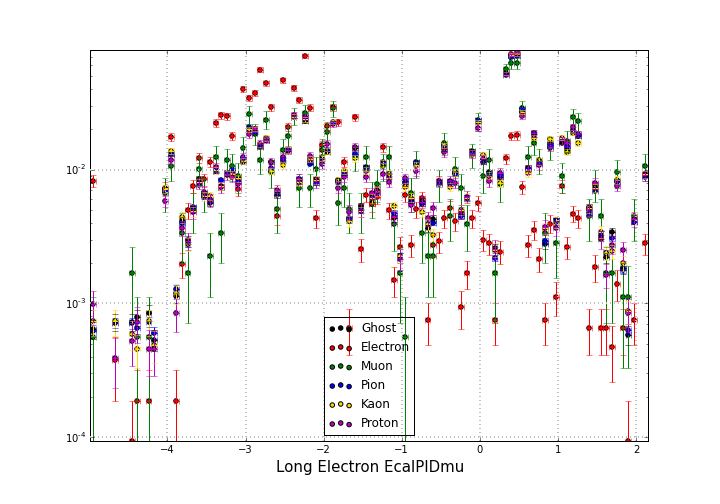 10⁻²
10⁻³
10⁻⁴
Ghost
Electron
Muon
Pion
Kaon
Proton
−4 −3 −2 −1 0 1 2
Long Electron EcalPIDmu